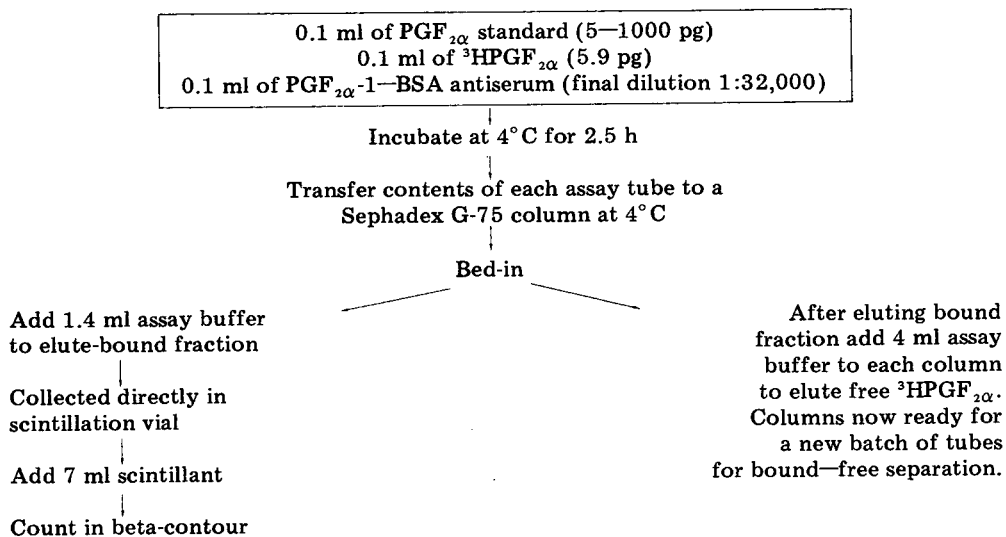 0.1 ml of PGF₂α standard (5—1000 pg)
0.1 ml of ³HPGF₂α (5.9 pg)
0.1 ml of PGF₂α-1—BSA antiserum (final dilution 1:32,000)
Incubate at 4°C for 2.5 h
Transfer contents of each assay tube to a
Sephadex G-75 column at 4°C
Bed-in
Add 1.4 ml assay buffer
to elute-bound fraction
Collected directly in
scintillation vial
Add 7 ml scintillant
Count in beta-contour
After eluting bound
fraction add 4 ml assay
buffer to each column
to elute free ³HPGF₂α.
Columns now ready for
a new batch of tubes
for bound—free separation.